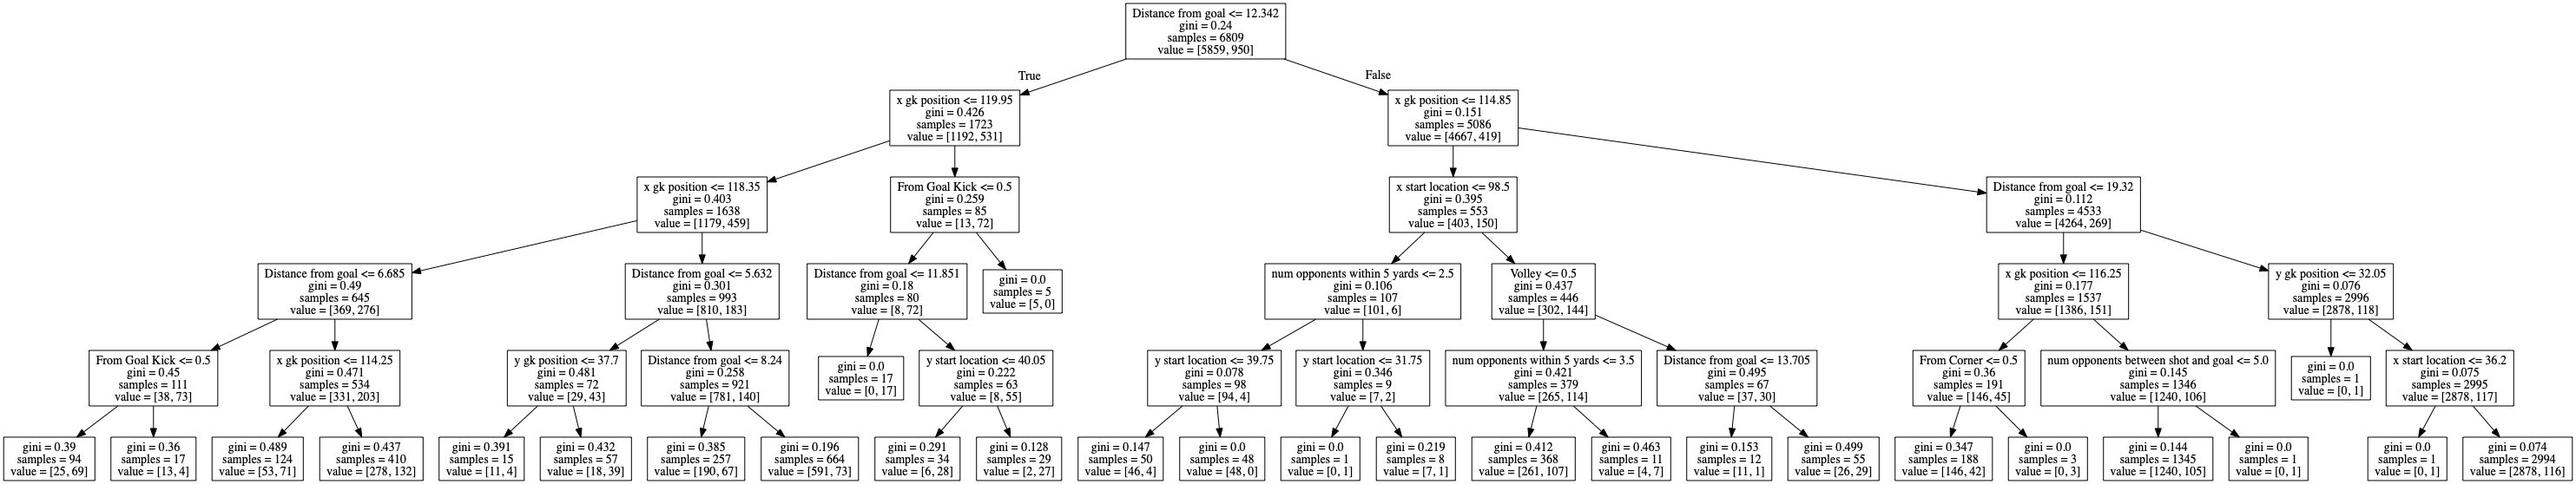 Distance from goal <= 12.342
gini = 0.24
samples = 6809
value = [5859, 950]
True
False
x gk position <= 119.95
gini = 0.426
samples = 1723
value = [1192, 531]
x gk position <= 114.85
gini = 0.151
samples = 5086
value = [4667, 419]
x gk position <= 118.35
gini = 0.403
samples = 1638
value = [1179, 459]
From Goal Kick <= 0.5
gini = 0.259
samples = 85
value = [13, 72]
x start location <= 98.5
gini = 0.395
samples = 553
value = [403, 150]
Distance from goal <= 19.32
gini = 0.112
samples = 4533
value = [4264, 269]
Distance from goal <= 6.685
gini = 0.49
samples = 645
value = [369, 276]
Distance from goal <= 5.632
gini = 0.301
samples = 993
value = [810, 183]
Distance from goal <= 11.851
gini = 0.18
samples = 80
value = [8, 72]
gini = 0.0
samples = 5
value = [5, 0]
num opponents within 5 yards <= 2.5
gini = 0.106
samples = 107
value = [101, 6]
Volley <= 0.5
gini = 0.437
samples = 446
value = [302, 144]
x gk position <= 116.25
gini = 0.177
samples = 1537
value = [1386, 151]
y gk position <= 32.05
gini = 0.076
samples = 2996
value = [2878, 118]
From Goal Kick <= 0.5
gini = 0.45
samples = 111
value = [38, 73]
x gk position <= 114.25
gini = 0.471
samples = 534
value = [331, 203]
y gk position <= 37.7
gini = 0.481
samples = 72
value = [29, 43]
Distance from goal <= 8.24
gini = 0.258
samples = 921
value = [781, 140]
gini = 0.0
samples = 17
value = [0, 17]
y start location <= 40.05
gini = 0.222
samples = 63
value = [8, 55]
y start location <= 39.75
gini = 0.078
samples = 98
value = [94, 4]
y start location <= 31.75
gini = 0.346
samples = 9
value = [7, 2]
num opponents within 5 yards <= 3.5
gini = 0.421
samples = 379
value = [265, 114]
Distance from goal <= 13.705
gini = 0.495
samples = 67
value = [37, 30]
From Corner <= 0.5
gini = 0.36
samples = 191
value = [146, 45]
num opponents between shot and goal <= 5.0
gini = 0.145
samples = 1346
value = [1240, 106]
gini = 0.0
samples = 1
value = [0, 1]
x start location <= 36.2
gini = 0.075
samples = 2995
value = [2878, 117]
gini = 0.39
samples = 94
value = [25, 69]
gini = 0.36
samples = 17
value = [13, 4]
gini = 0.489
samples = 124
value = [53, 71]
gini = 0.437
samples = 410
value = [278, 132]
gini = 0.391
samples = 15
value = [11, 4]
gini = 0.432
samples = 57
value = [18, 39]
gini = 0.385
samples = 257
value = [190, 67]
gini = 0.196
samples = 664
value = [591, 73]
gini = 0.291
samples = 34
value = [6, 28]
gini = 0.128
samples = 29
value = [2, 27]
gini = 0.147
samples = 50
value = [46, 4]
gini = 0.0
samples = 48
value = [48, 0]
gini = 0.0
samples = 1
value = [0, 1]
gini = 0.219
samples = 8
value = [7, 1]
gini = 0.412
samples = 368
value = [261, 107]
gini = 0.463
samples = 11
value = [4, 7]
gini = 0.153
samples = 12
value = [11, 1]
gini = 0.499
samples = 55
value = [26, 29]
gini = 0.347
samples = 188
value = [146, 42]
gini = 0.0
samples = 3
value = [0, 3]
gini = 0.144
samples = 1345
value = [1240, 105]
gini = 0.0
samples = 1
value = [0, 1]
gini = 0.0
samples = 1
value = [0, 1]
gini = 0.074
samples = 2994
value = [2878, 116]